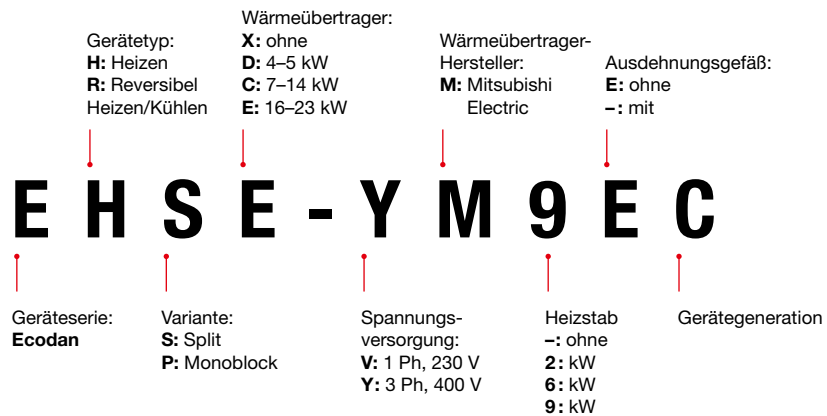 Gerätetyp:
H: Heizen
R: Reversibel
Heizen/Kühlen
Wärmeübertrager:
X: ohne
D: 4–5 kW
C: 7–14 kW
E: 16–23 kW
Wärmeübertrager-
Hersteller:
M: Mitsubishi
Electric
Ausdehnungsgefäß:
E: ohne
–: mit
E H S E - Y M 9 E C
Geräteserie:
Ecodan
Variante:
S: Split
P: Monoblock
Spannungs-
versorgung:
V: 1 Ph, 230 V
Y: 3 Ph, 400 V
Heizstab
–: ohne
2: kW
6: kW
9: kW
Gerätegeneration